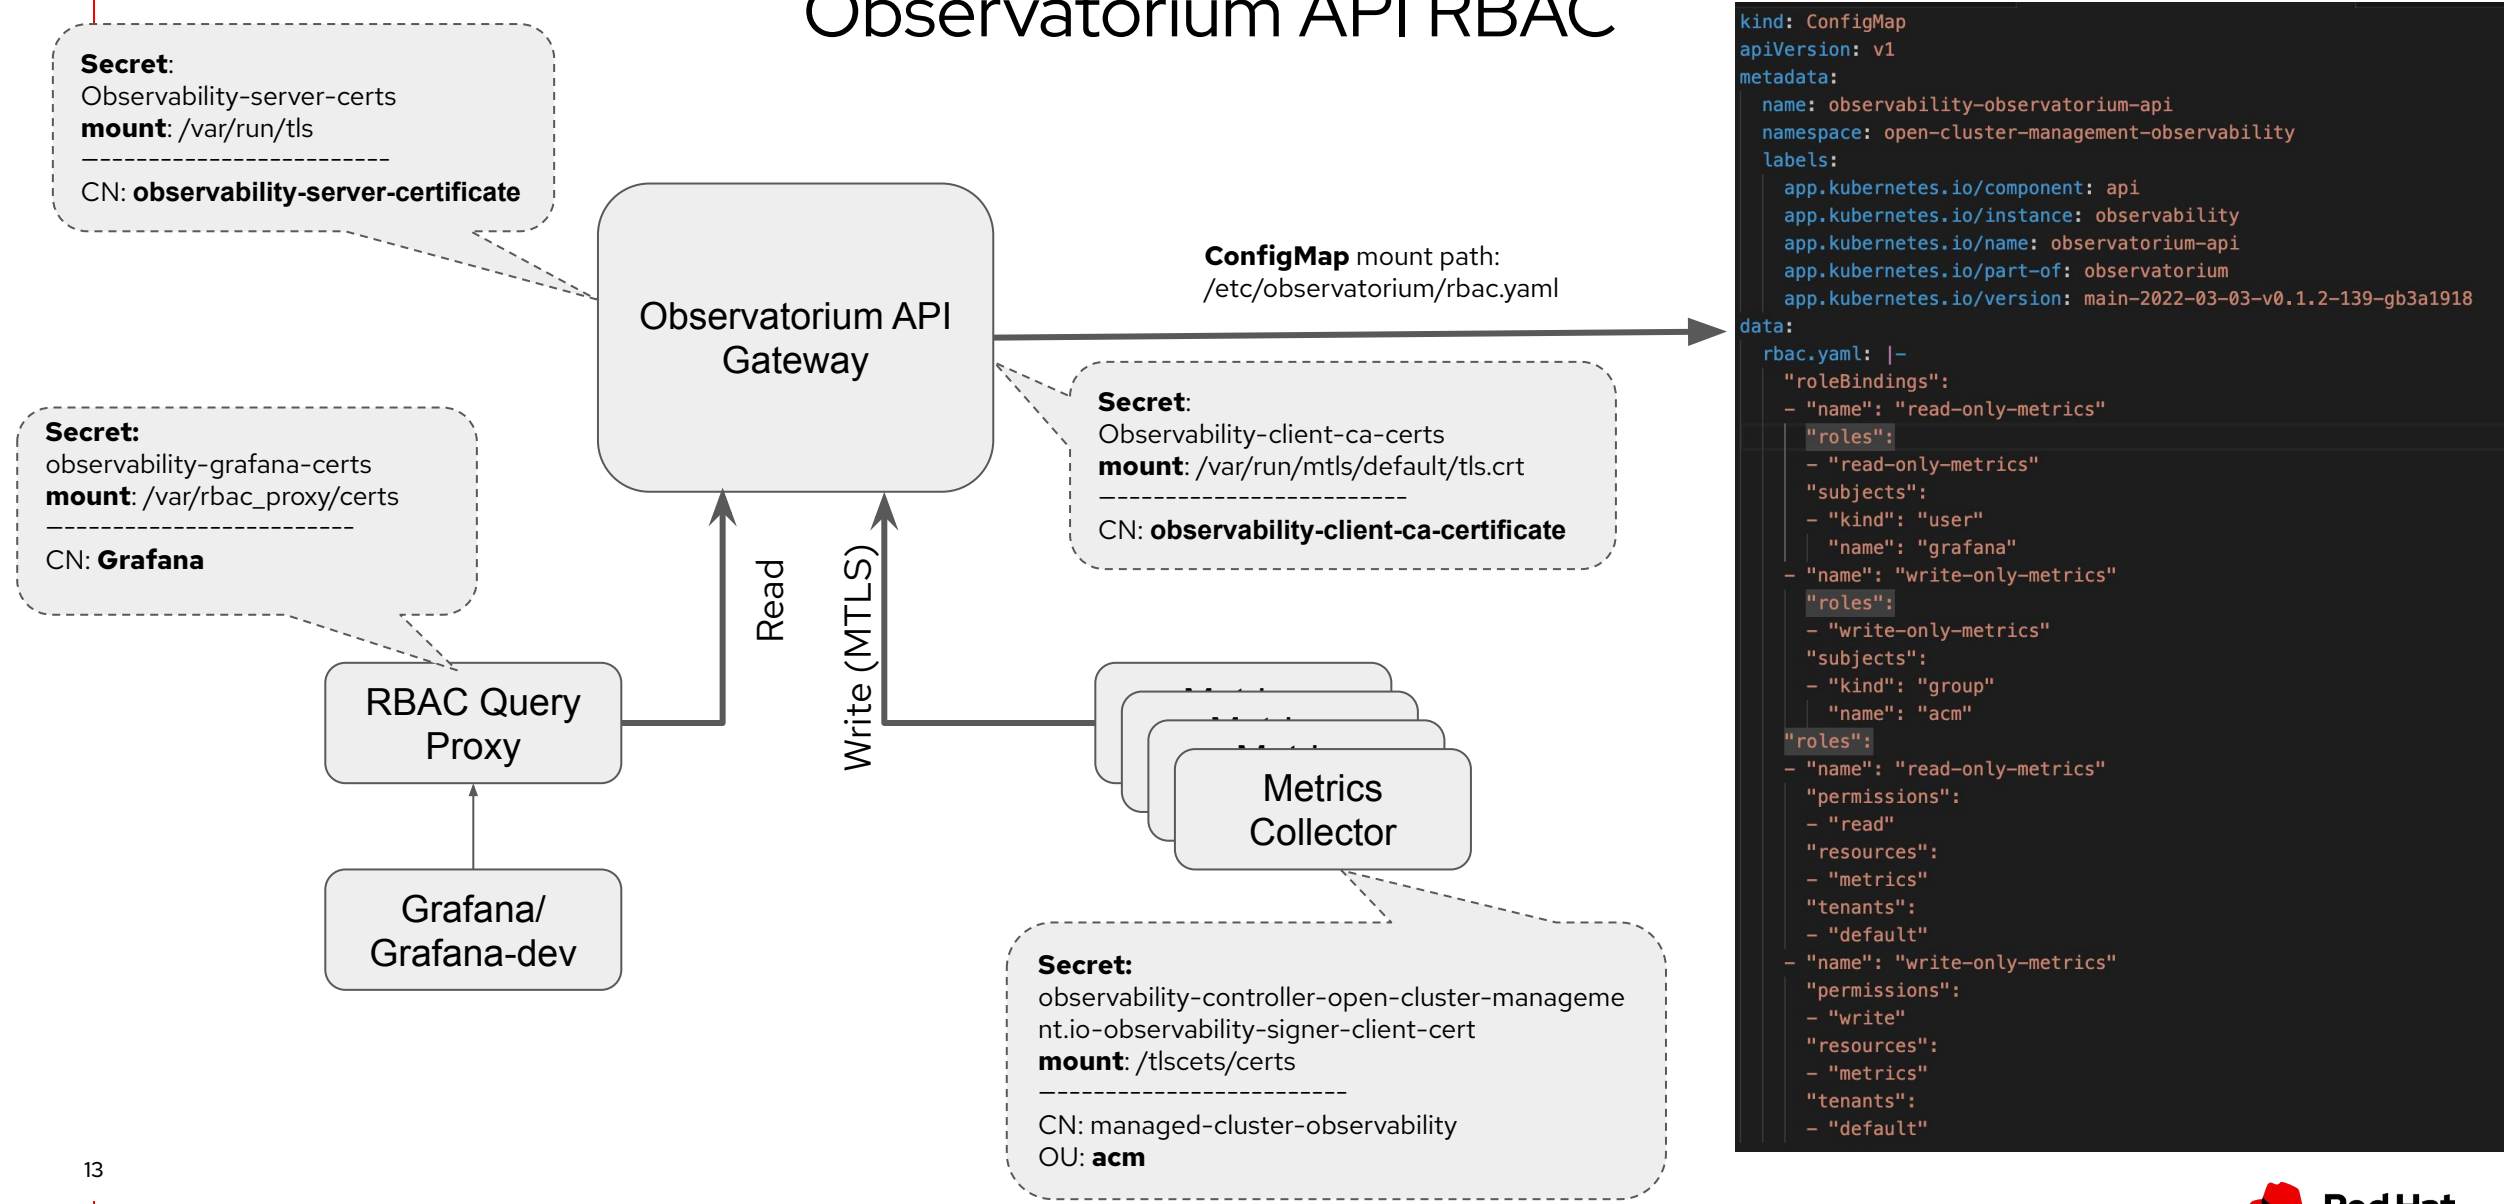 Observatorium API RBAC
Secret:
Observability-server-certs
mount: /var/run/tls
—------------------------
CN: observability-server-certificate
Observatorium API
Gateway
ConfigMap mount path:
/etc/observatorium/rbac.yaml
Secret:
Observability-client-ca-certs
mount: /var/run/mtls/default/tls.crt
—------------------------
CN: observability-client-ca-certificate
Secret:
observability-grafana-certs
mount: /var/rbac_proxy/certs
—------------------------
CN: Grafana
Read
Write (MTLS)
RBAC Query
Proxy
Grafana/
Grafana-dev
Metrics
Collector
Secret:
observability-controller-open-cluster-manageme
nt.io-observability-signer-client-cert
mount: /tlscets/certs
—------------------------
CN: managed-cluster-observability
OU: acm
kind: ConfigMap
apiVersion: v1
metadata:
name: observability-observatorium-api
namespace: open-cluster-management-observability
labels:
app.kubernetes.io/component: api
app.kubernetes.io/instance: observability
app.kubernetes.io/name: observatorium-api
app.kubernetes.io/part-of: observatorium
app.kubernetes.io/version: main-2022-03-03-v0.1.2-139-gb3a1918
data:
rbac.yaml: |-
"roleBindings":
- "name": "read-only-metrics"
"roles":
- "read-only-metrics"
"subjects":
- "kind": "user"
"name": "grafana"
- "name": "write-only-metrics"
"roles":
- "write-only-metrics"
"subjects":
- "kind": "group"
"name": "acm"
"roles":
- "name": "read-only-metrics"
"permissions":
- "read"
"resources":
- "metrics"
"tenants":
- "default"
- "name": "write-only-metrics"
"permissions":
- "write"
"resources":
- "metrics"
"tenants":
- "default"
13
Red Hat